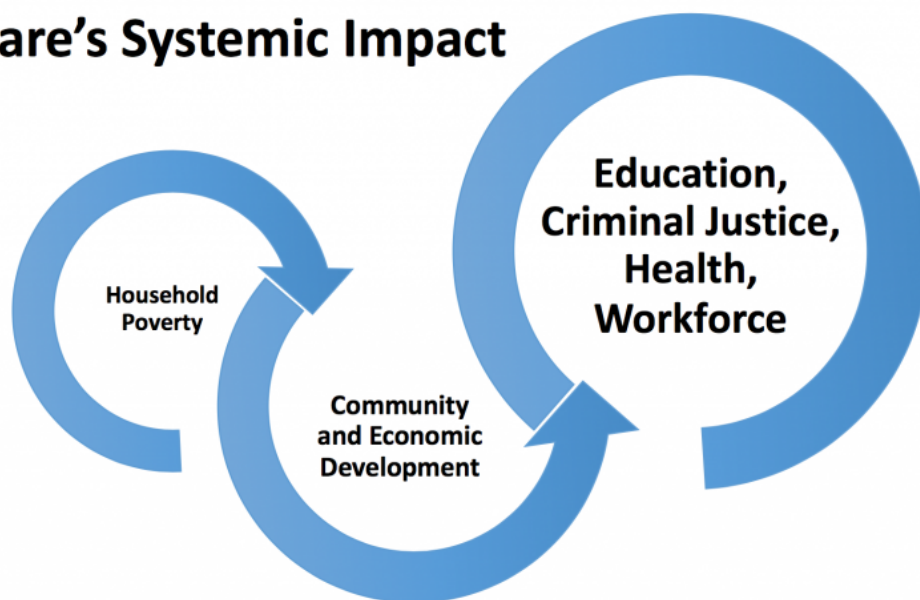 are's Systemic Impact
Household
Poverty
Community
and Economic
Development
Education,
Criminal Justice,
Health,
Workforce